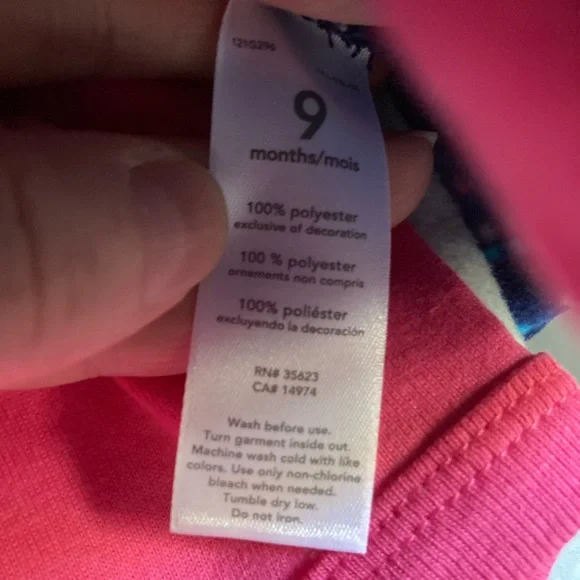 121G296
9
months/mois
100% polyester
exclusive of decoration
100 % polyester
ornements non compris
100% poliéster
excluyendo la decoración
RN# 35623
CA# 14974
Wash before use.
Turn garment inside out.
Machine wash cold with like
colors. Use only non-chlorine
bleach when needed.
Tumble dry low.
Do not iron.